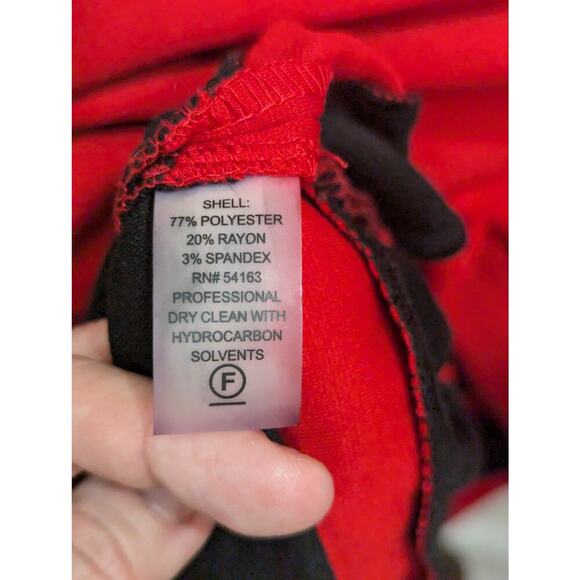 SHELL:
77% POLYESTER
20% RAYON
3% SPANDEX
RN# 54163
PROFESSIONAL
DRY CLEAN WITH
HYDROCARBON
SOLVENTS
F